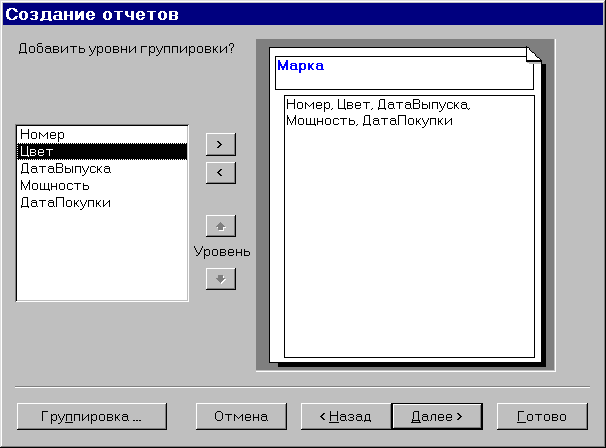 Создание отчетов
Добавить уровни группировки?
Номер
Цвет
ДатаВыпуска
Мощность
ДатаПокупки
>
<
Уровень
Марка
Номер, Цвет, ДатаВыпуска,
Мощность, ДатаПокупки
Группировка ...
Отмена
< Назад
Далее >
Готово